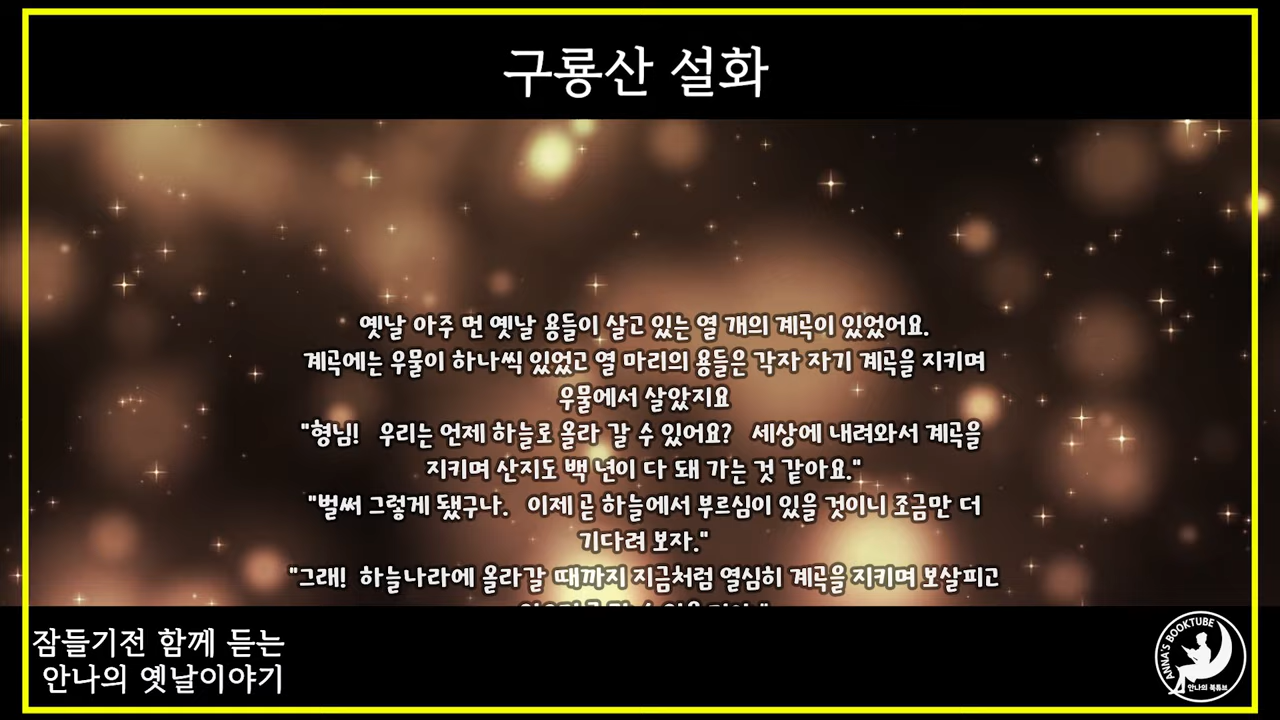 구룡산 설화
옛날 아주 먼 옛날 용들이 살고 있는 열 개의 계곡이 있었어요.
계곡에는 우물이 하나씩 있었고 열 마리의 용들은 각자 자기 계곡을 지키며
우물에서 살았지요
"형님! 우리는 언제 하늘로 올라 갈 수 있어요? 세상에 내려와서 계곡을
지키며 산지도 백 년이 다 돼 가는 것 같아요."
"벌써 그렇게 됐구나. 이제 곧 하늘에서 부르심이 있을 것이니 조금만 더
기다려 보자."
"그래! 하늘나라에 올라갈 때까지 지금처럼 열심히 계곡을 지키며 보살피고
잠들기전 함께 듣는
안나의 옛날이야기
ANNA'S BOOKTUBE
안나의 북튜브